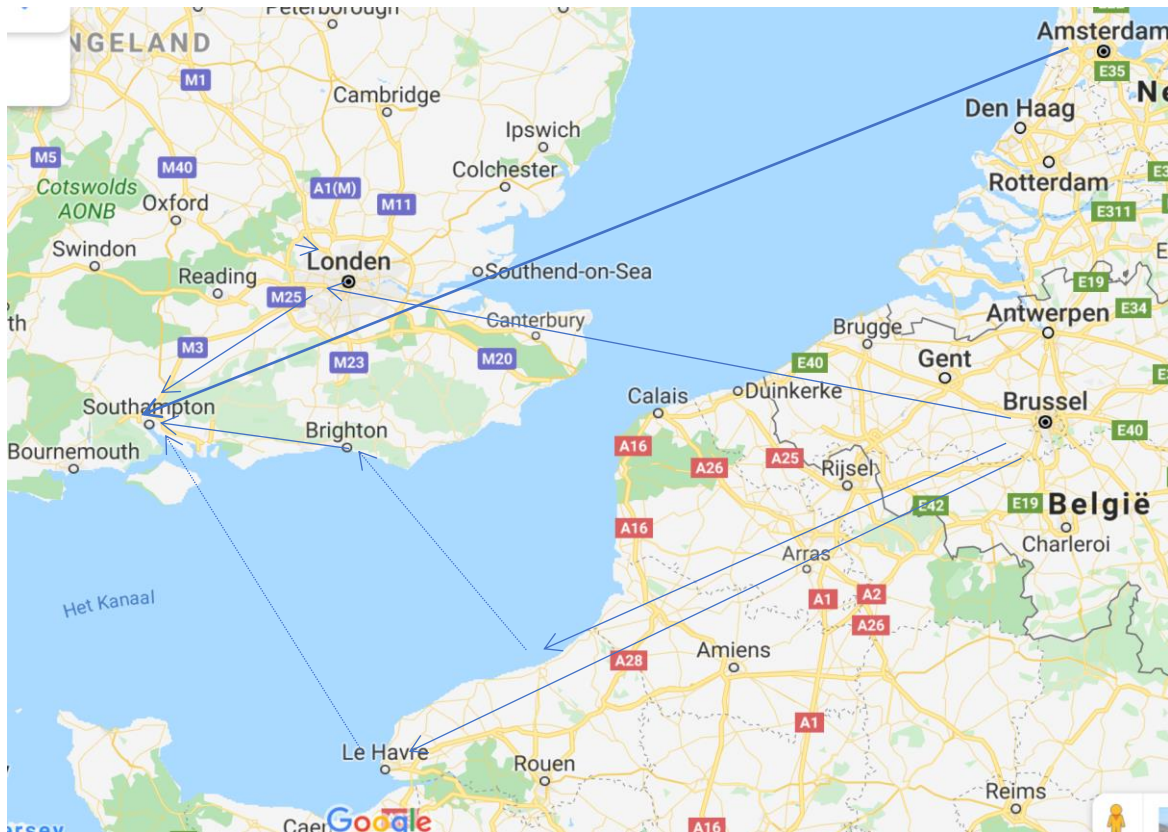 Peterborough
NGELAND
Amsterdam
M1
E35
Cambridge
Ne
Den Haag
Ipswich
M5
M40
Colchester
Rotterdam
Cotswolds
AONB
A1(M)
M11
Oxford
E311
Swindon
Londen
Reading
Southend-on-Sea
E19
M25
th
Canterbury
Antwerpen
E34
Brugge
M3
M23
M20
E40
Gent
Calais
Duinkerke
Southampton
Brussel
Brighton
E40
Bournemouth
A16
A25
A26
Rijsel
E42
E19
België
A16
Charleroi
Arras
Het Kanaal
A1
A2
A26
Amiens
A28
A1
Le Havre
Rouen
Reims
Google
A16